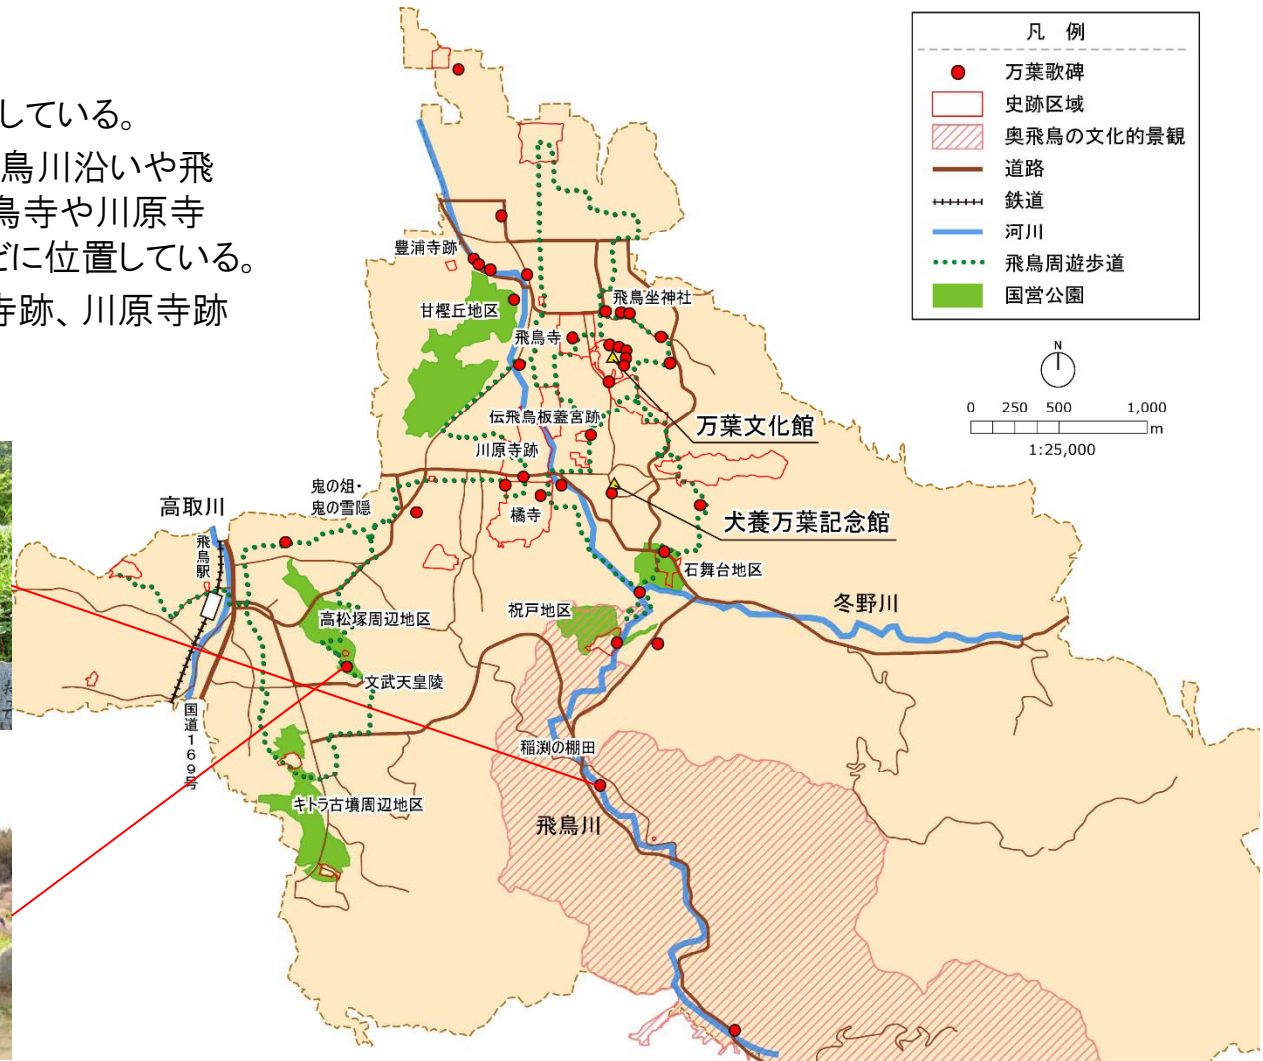 している。
鳥川沿いや飛
鳥寺や川原寺
どに位置している。
寺跡、川原寺跡
凡 例
万葉歌碑
史跡区域
奥飛鳥の文化的景観
道路
鉄道
河川
飛鳥周遊歩道
国営公園
N
0 250 500 1,000
m
1:25,000
豊浦寺跡
甘樫丘地区
飛鳥坐神社
飛鳥寺
伝飛鳥板蓋宮跡
万葉文化館
川原寺跡
鬼の俎・
鬼の雪隠
高取川
橘寺
犬養万葉記念館
飛鳥駅
石舞台地区
冬野川
祝戸地区
高松塚周辺地区
文武天皇陵
国道169号
稲渕の棚田
キトラ古墳周辺地区
飛鳥川